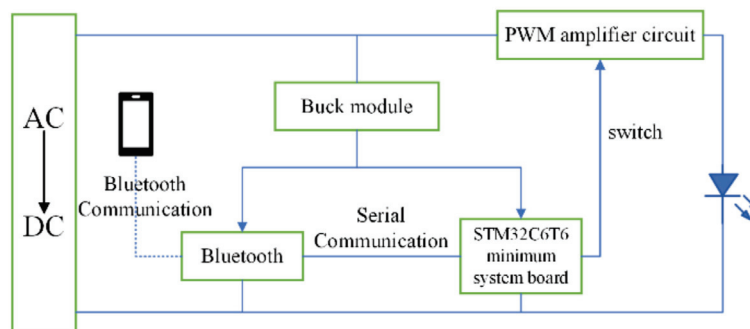 PWM amplifier circuit
AC
DC
Buck module
switch
Bluetooth
Communication
Serial
Communication
Bluetooth
STM32C6T6
minimum
system board